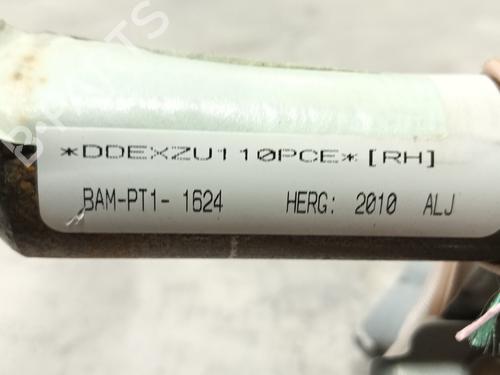 *DDEXZU110PCE*[RH]
BAM-PT1- 1624 HERG: 2010 ALJ